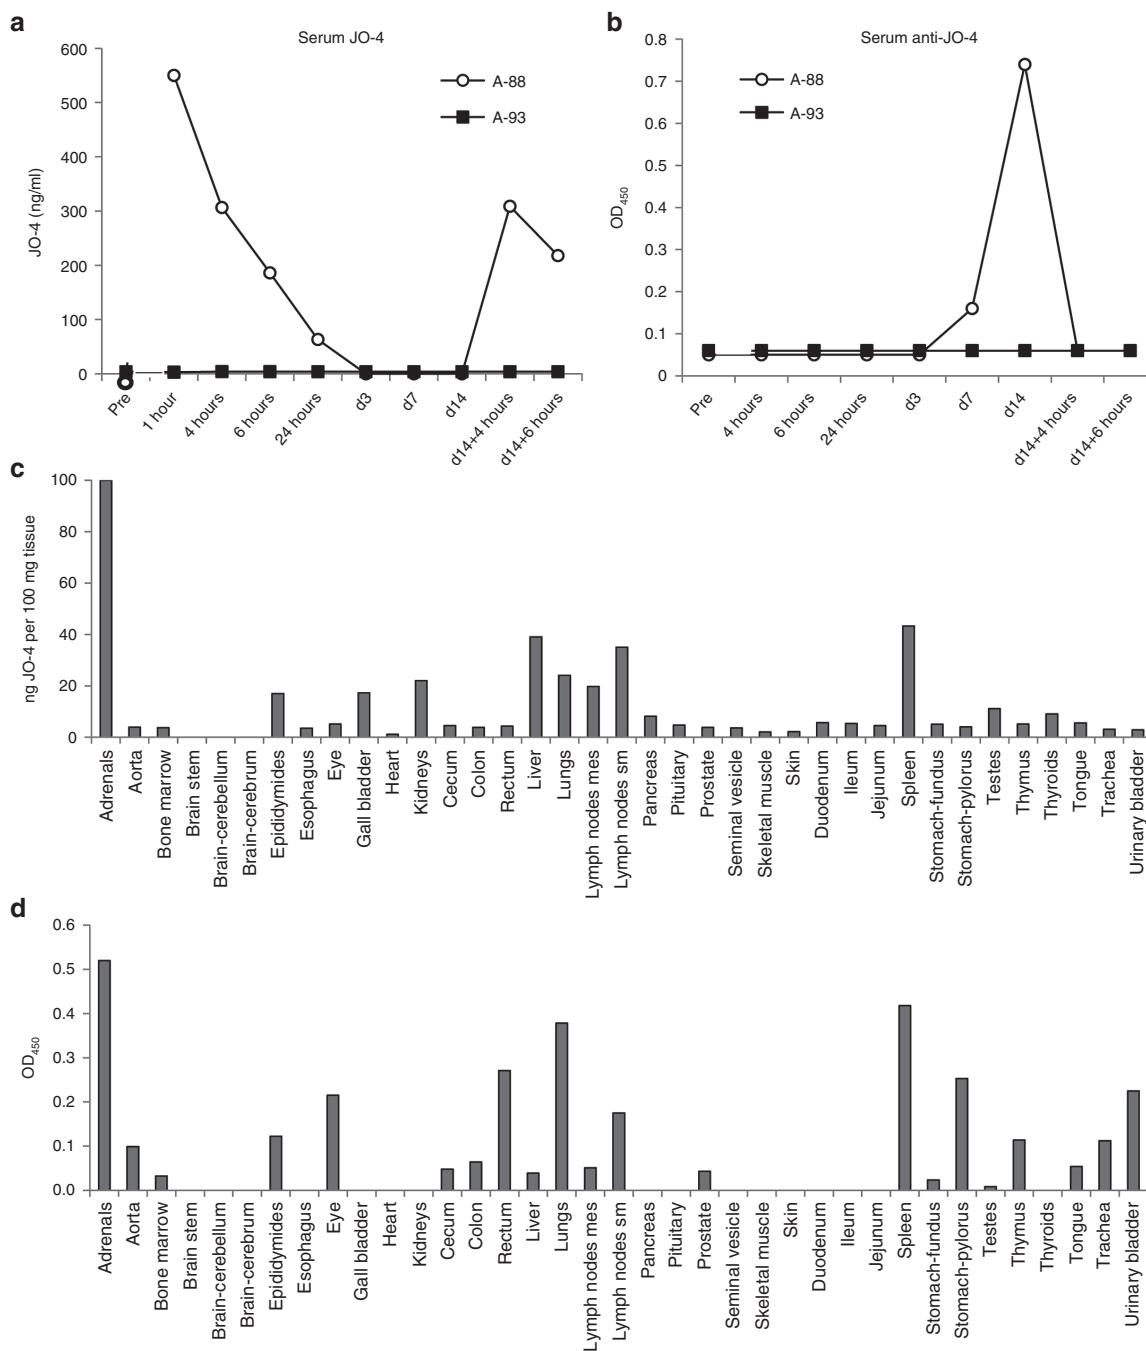 a
Serum JO-4
600
500
400
300
200
100
0
JO-4 (ng/ml)
A-88
A-93
Pre
1 hour
4 hours
6 hours
24 hours
d3
d7
d14
d14+4 hours
d14+6 hours
b
Serum anti-JO-4
0.8
0.7
0.6
0.5
0.4
0.3
0.2
0.1
0
OD450
A-88
A-93
Pre
4 hours
6 hours
24 hours
d3
d7
d14
d14+4 hours
d14+6 hours
c
100
80
60
40
20
0
ng JO-4 per 100 mg tissue
Adrenals
Aorta
Bone marrow
Brain stem
Brain-cerebellum
Brain-cerebrum
Epididymides
Esophagus
Eye
Gall bladder
Heart
Kidneys
Cecum
Colon
Rectum
Liver
Lungs
Lymph nodes mes
Lymph nodes sm
Pancreas
Pituitary
Prostate
Seminal vesicle
Skeletal muscle
Skin
Duodenum
Ileum
Jejunum
Spleen
Stomach-fundus
Stomach-pylorus
Testes
Thymus
Thyroids
Tongue
Trachea
Urinary bladder
d
0.6
0.5
0.4
0.3
0.2
0.1
0.0
OD450
Adrenals
Aorta
Bone marrow
Brain stem
Brain-cerebellum
Brain-cerebrum
Epididymides
Esophagus
Eye
Gall bladder
Heart
Kidneys
Cecum
Colon
Rectum
Liver
Lungs
Lymph nodes mes
Lymph nodes sm
Pancreas
Pituitary
Prostate
Seminal vesicle
Skeletal muscle
Skin
Duodenum
Ileum
Jejunum
Spleen
Stomach-fundus
Stomach-pylorus
Testes
Thymus
Thyroids
Tongue
Trachea
Urinary bladder